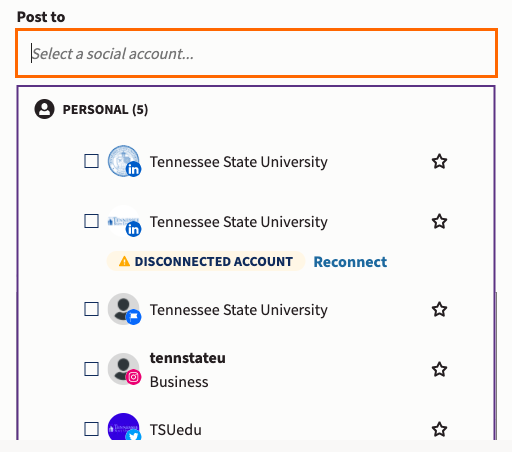 Post to
Select a social account...
PERSONAL (5)
Tennessee State University
Tennessee State University
DISCONNECTED ACCOUNT Reconnect
Tennessee State University
tennstateu
Business
TSUedu